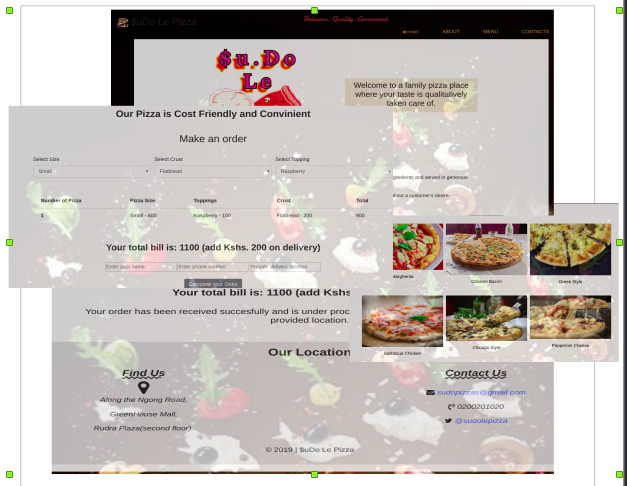 $uDo Le Pizza
Delicious. Quality. Convenient.
HOME ABOUT MENU CONTACTS
$u.Do
Le
Welcome to a family pizza place
where your taste is qualitatively
taken care of.
Our Pizza is Cost Friendly and Convinient
Make an order
Select Size Select Crust Select Topping
Small Flatbread Raspberry
gredients and served in generous
about a customer's desire.
Number of Pizza Pizza Size Toppings Crust Total
1 Small - 600 Raspberry - 100 Flatbread - 200 900
Your total bill is: 1100 (add Kshs. 200 on delivery)
Enter your name Enter phone number Provide delivery location
Complete Your Order
Margherita Chicken Bacon Greek Style
Barbecue Chicken Chicago Style Pepperoni Cheese
Your total bill is: 1100 (add Kshs
Your order has been received succesfully and is under proc
provided location.
Our Location
Find Us
Along the Ngong Road,
GreenHouse Mall,
Rudra Plaza(second floor)
Contact Us
sudopizzas@gmail.com
0200201020
@sudolepizza
© 2019 | $uDo Le Pizza